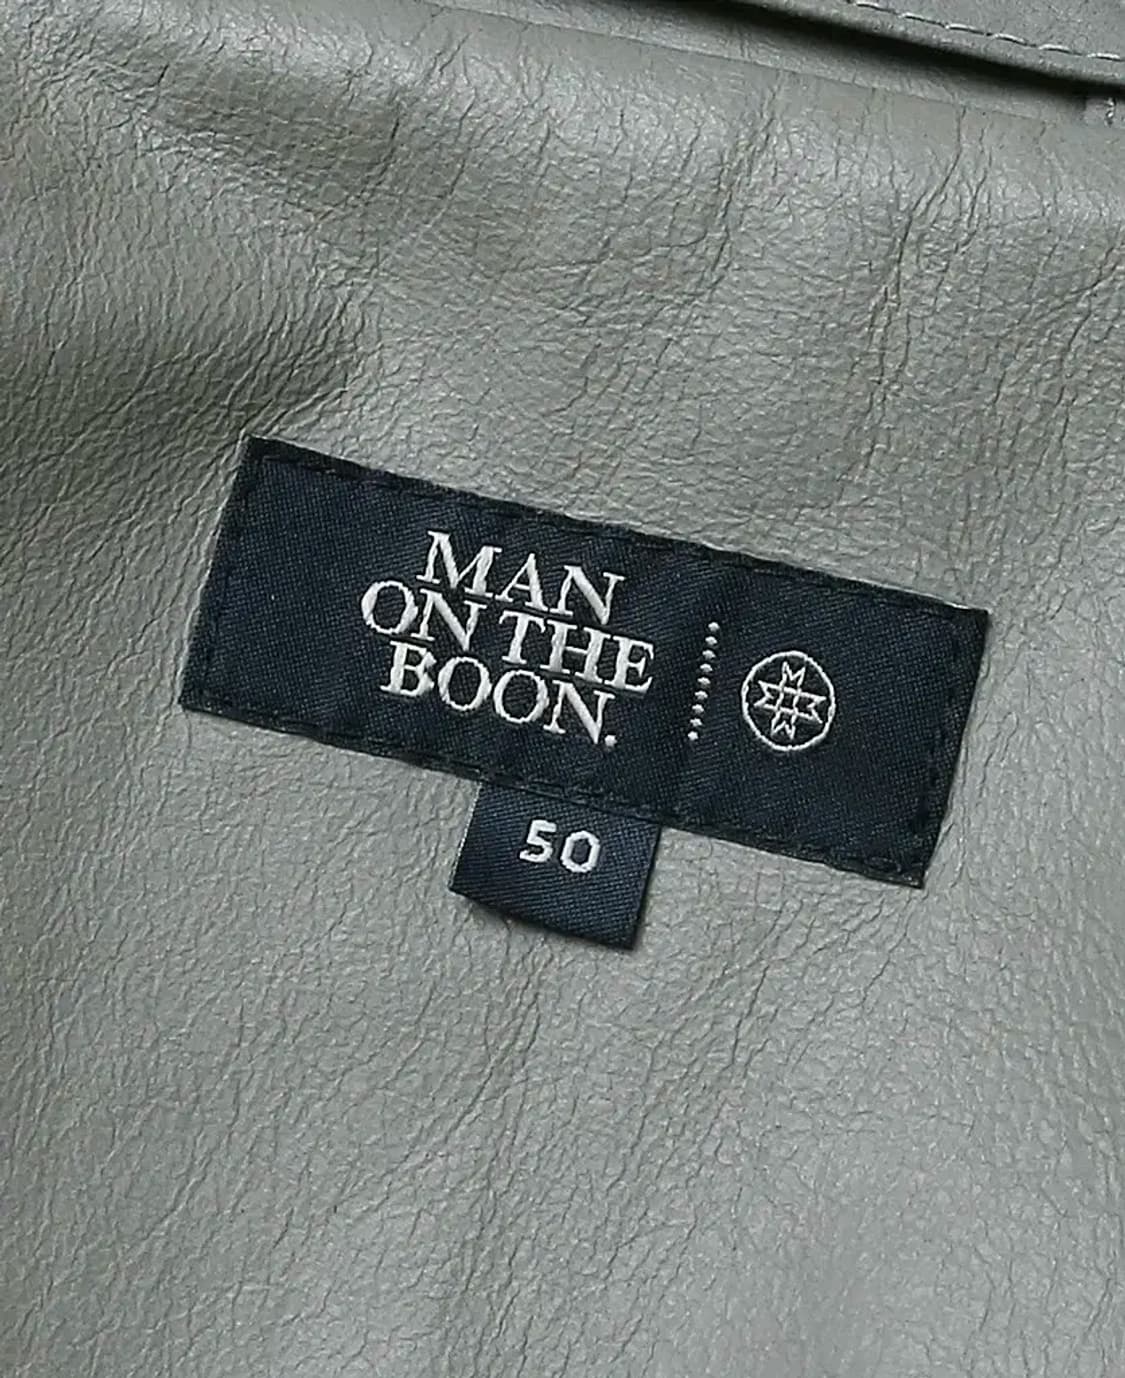 MAN
ON THE
BOON.
50